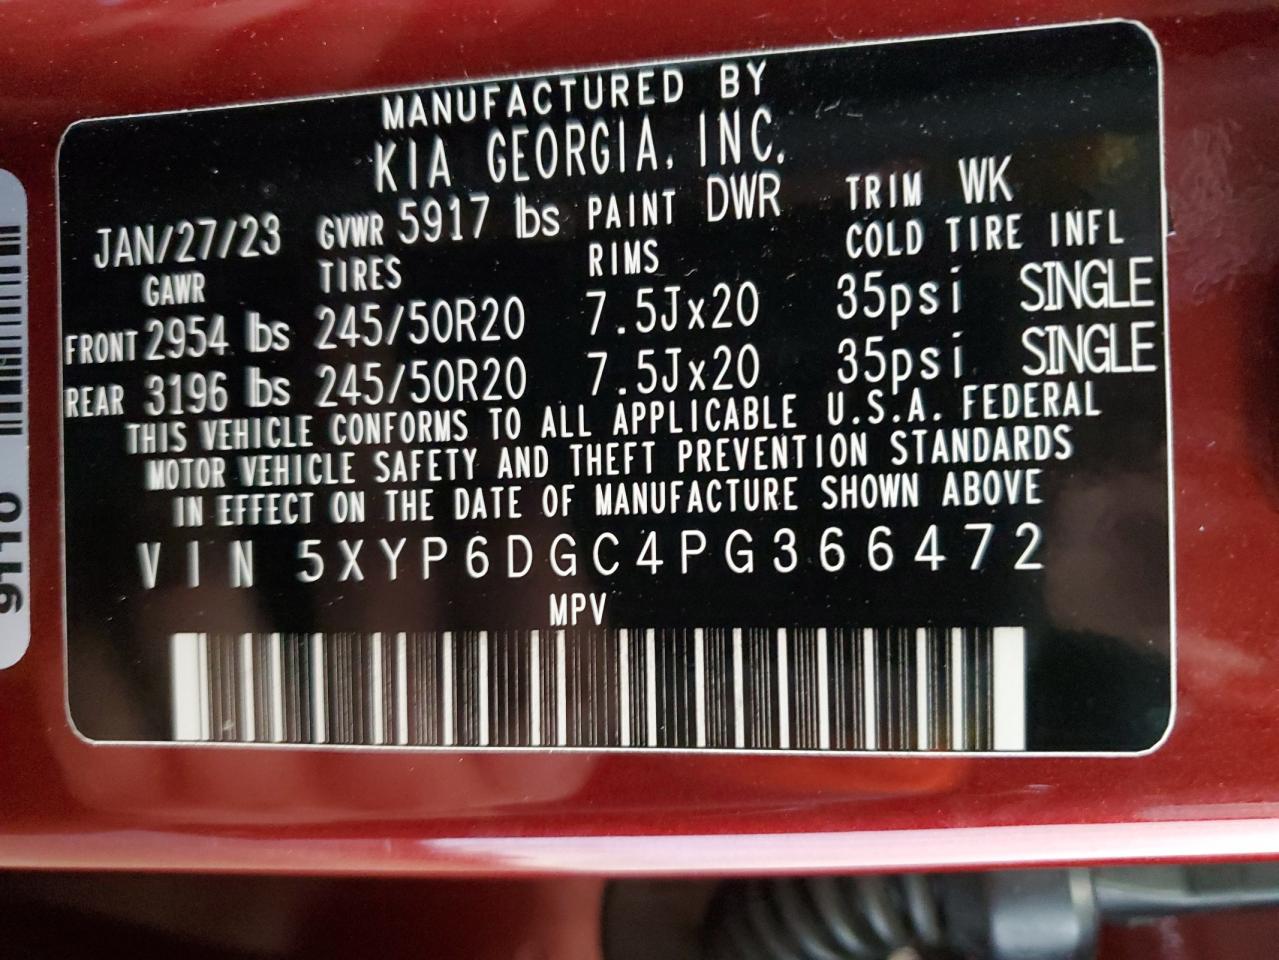 MANUFACTURED BY
KIA GEORGIA, INC.
JAN/27/23 GVWR 5917 lbs PAINT DWR TRIM WK
GAWR TIRES RIMS COLD TIRE INFL
FRONT 2954 lbs 245/50R20 7.5Jx20 35psi SINGLE
REAR 3196 lbs 245/50R20 7.5Jx20 35psi SINGLE
THIS VEHICLE CONFORMS TO ALL APPLICABLE U.S.A. FEDERAL
MOTOR VEHICLE SAFETY AND THEFT PREVENTION STANDARDS
IN EFFECT ON THE DATE OF MANUFACTURE SHOWN ABOVE
VIN 5XYP6DGC4PG366472
MPV
9110